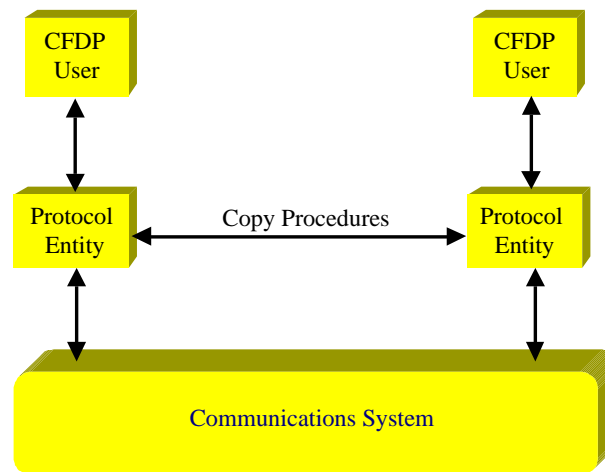 CFDP
User
CFDP
User
Protocol
Entity
Copy Procedures
Protocol
Entity
Communications System